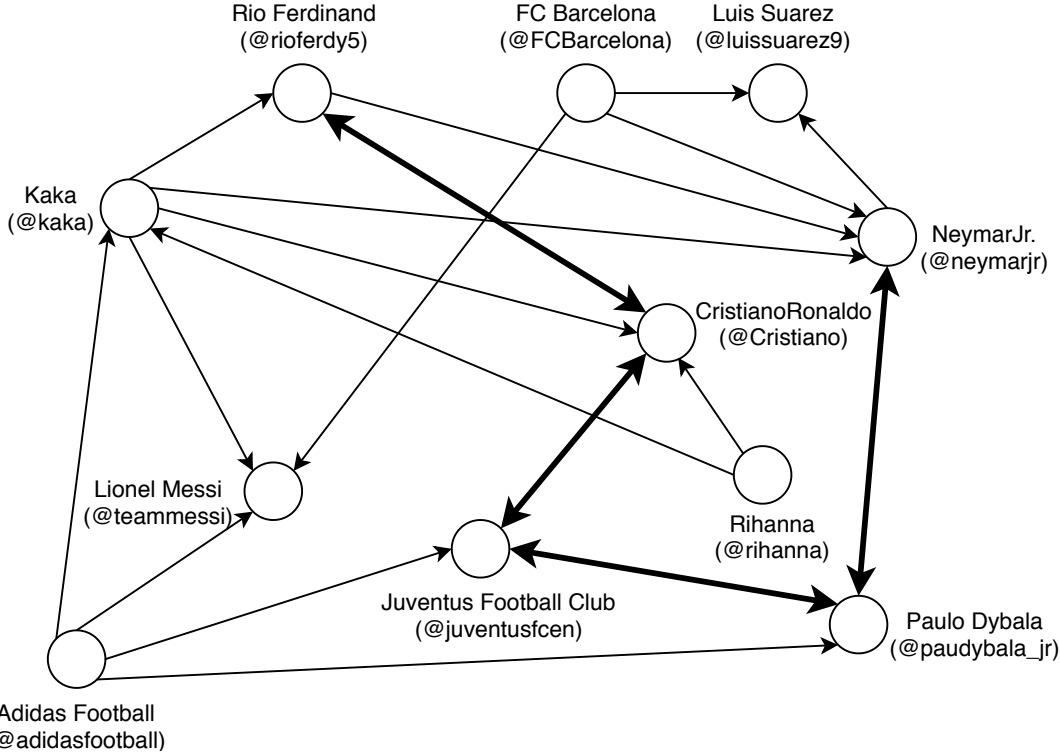 Rio Ferdinand
(@rioferdy5)
FC Barcelona
(@FCBarcelona)
Luis Suarez
(@luissuarez9)
Kaka
(@kaka)
NeymarJr.
(@neymarjr)
CristianoRonaldo
(@Cristiano)
Lionel Messi
(@teammessi)
Rihanna
(@rihanna)
Juventus Football Club
(@juventusfcen)
Paulo Dybala
(@paudybala_jr)
Adidas Football
@adidasfootball)